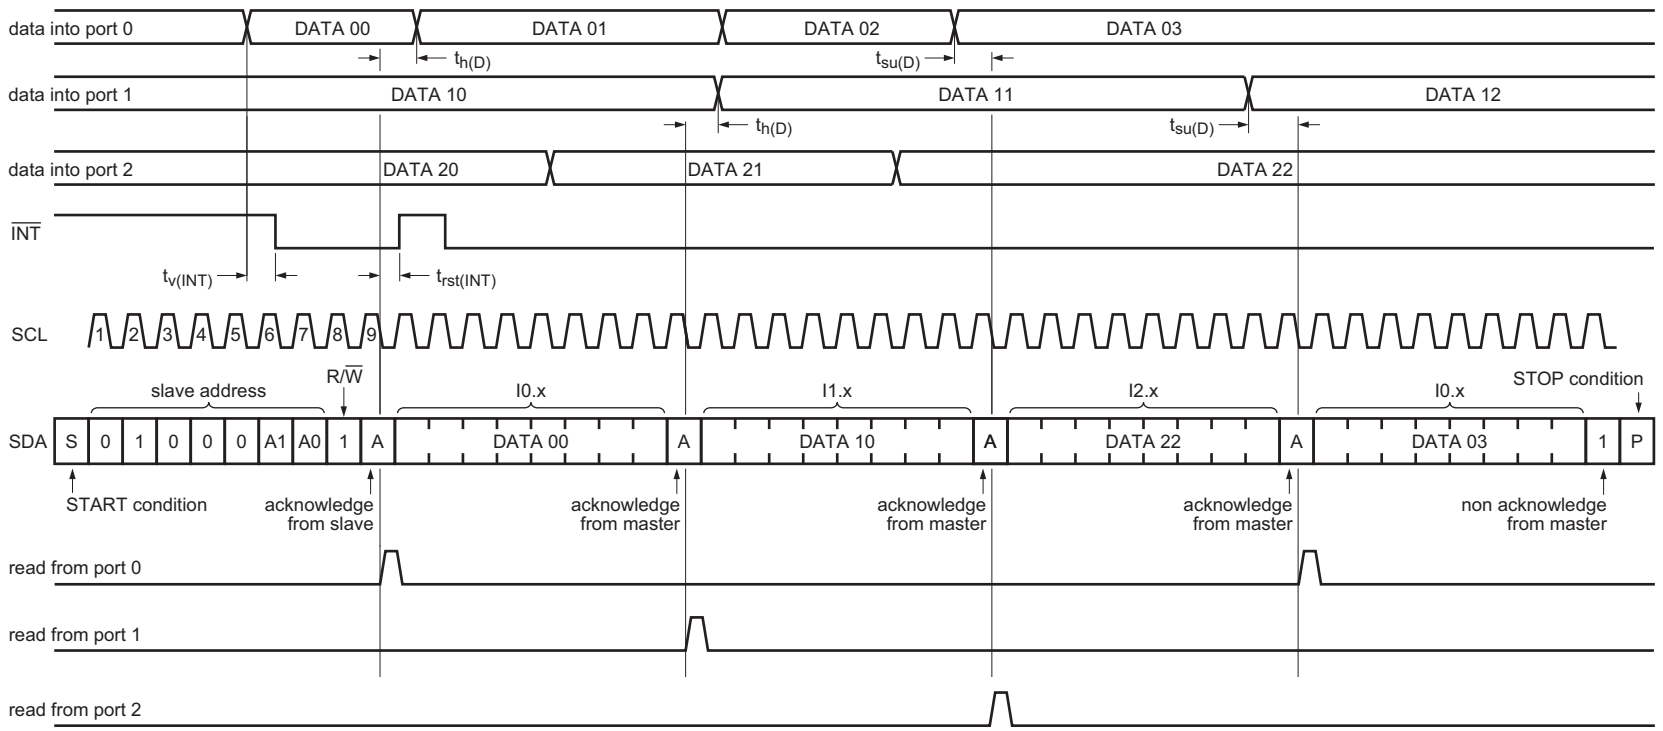 data into port 0 DATA 00 DATA 01 DATA 02 DATA 03
th(D) tsu(D)
data into port 1 DATA 10 DATA 11 DATA 12
th(D) tsu(D)
data into port 2 DATA 20 DATA 21 DATA 22
INT
tv(INT) trst(INT)
SCL 1 2 3 4 5 6 7 8 9
R/W STOP condition
slave address I0.x I1.x I2.x I0.x
SDA S 0 1 0 0 0 A1 A0 1 A DATA 00 A DATA 10 A DATA 22 A DATA 03 1 P
START condition acknowledge acknowledge acknowledge acknowledge non acknowledge
from slave from master from master from master from master
read from port 0
read from port 1
read from port 2